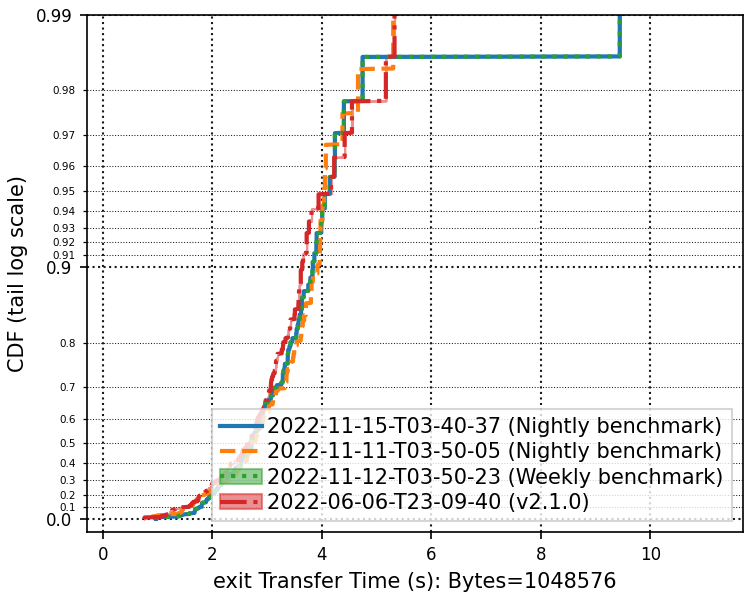 0.99
0.98
0.97
0.96
0.95
0.94
0.93
0.92
0.91
0.9
0.8
0.7
0.6
0.5
0.4
0.3
0.2
0.1
0.0
CDF (tail log scale)
2022-11-15-T03-40-37 (Nightly benchmark)
2022-11-11-T03-50-05 (Nightly benchmark)
2022-11-12-T03-50-23 (Weekly benchmark)
2022-06-06-T23-09-40 (v2.1.0)
0 2 4 6 8 10
exit Transfer Time (s): Bytes=1048576